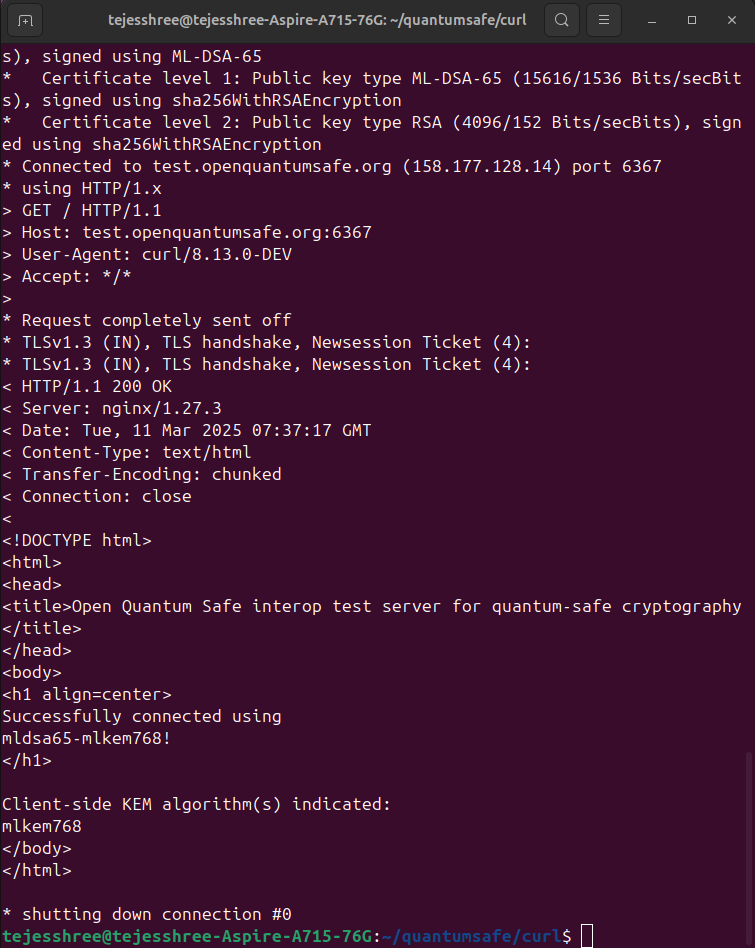 tejesshree@tejesshree-Aspire-A715-76G: ~/quantumsafe/curl
s), signed using ML-DSA-65
*   Certificate level 1: Public key type ML-DSA-65 (15616/1536 Bits/secBit
s), signed using sha256WithRSAEncryption
*   Certificate level 2: Public key type RSA (4096/152 Bits/secBits), sign
ed using sha256WithRSAEncryption
* Connected to test.openquantumsafe.org (158.177.128.14) port 6367
* using HTTP/1.x
> GET / HTTP/1.1
> Host: test.openquantumsafe.org:6367
> User-Agent: curl/8.13.0-DEV
> Accept: */*
>
* Request completely sent off
* TLSv1.3 (IN), TLS handshake, Newsession Ticket (4):
* TLSv1.3 (IN), TLS handshake, Newsession Ticket (4):
< HTTP/1.1 200 OK
< Server: nginx/1.27.3
< Date: Tue, 11 Mar 2025 07:37:17 GMT
< Content-Type: text/html
< Transfer-Encoding: chunked
< Connection: close
<
<!DOCTYPE html>
<html>
<head>
<title>Open Quantum Safe interop test server for quantum-safe cryptography
</title>
</head>
<body>
<h1 align=center>
Successfully connected using
mldsa65-mlkem768!
</h1>

Client-side KEM algorithm(s) indicated:
mlkem768
</body>
</html>

* shutting down connection #0
tejesshree@tejesshree-Aspire-A715-76G:~/quantumsafe/curl$